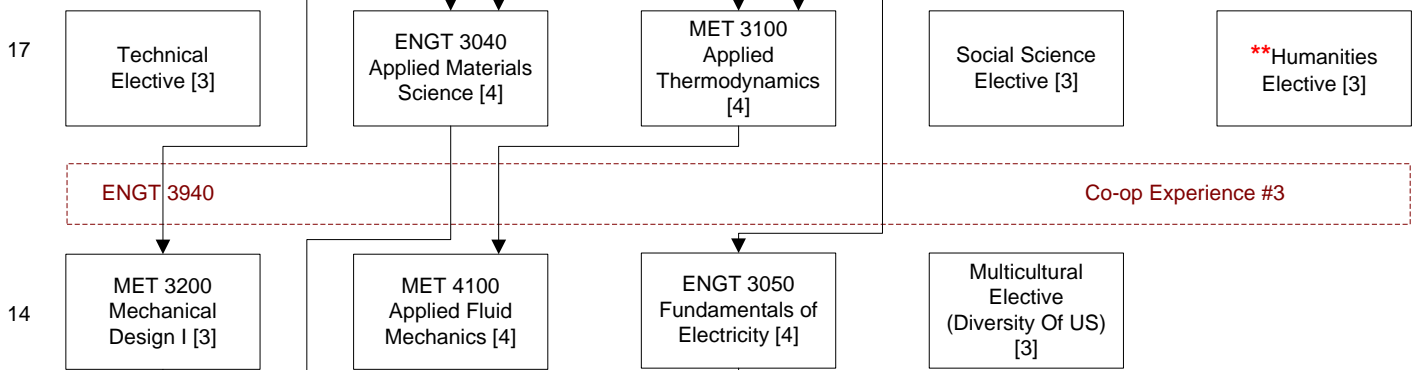 17
Technical
Elective [3]
ENGT 3040
Applied Materials
Science [4]
MET 3100
Applied
Thermodynamics
[4]
Social Science
Elective [3]
**Humanities
Elective [3]
ENGT 3940
Co-op Experience #3
14
MET 3200
Mechanical
Design I [3]
MET 4100
Applied Fluid
Mechanics [4]
ENGT 3050
Fundamentals of
Electricity [4]
Multicultural
Elective
(Diversity Of US)
[3]